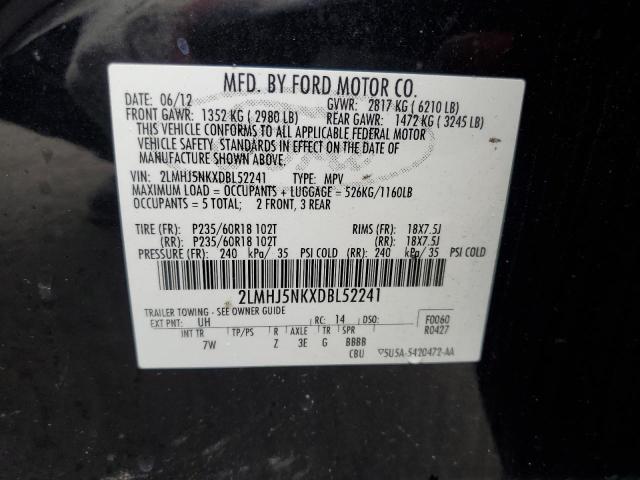 MFD. BY FORD MOTOR CO.
DATE: 06/12 GVWR: 2817 KG ( 6210 LB)
FRONT GAWR: 1352 KG ( 2980 LB) REAR GAWR: 1472 KG ( 3245 LB)
THIS VEHICLE CONFORMS TO ALL APPLICABLE FEDERAL MOTOR
VEHICLE SAFETY STANDARDS IN EFFECT ON THE DATE OF
MANUFACTURE SHOWN ABOVE.
VIN: 2LMHJ5NKXDBL52241 TYPE: MPV
MAXIMUM LOAD = OCCUPANTS + LUGGAGE = 526KG/1160LB
OCCUPANTS = 5 TOTAL; 2 FRONT, 3 REAR
TIRE (FR): P235/60R18 102T RIMS (FR): 18X7.5J
(RR): P235/60R18 102T (RR): 18X7.5J
PRESSURE (FR): 240 kPa/ 35 PSI COLD (RR): 240 kPa/ 35 PSI COLD
2LMHJ5NKXDBL52241
TRAILER TOWING - SEE OWNER GUIDE
EXT PNT: UH RC: 14 DSO: F0060
R0427
INT TR TP/PS R AXLE TR SPR
7W Z 3E G BBBB
CBU 5U5A-5420472-AA